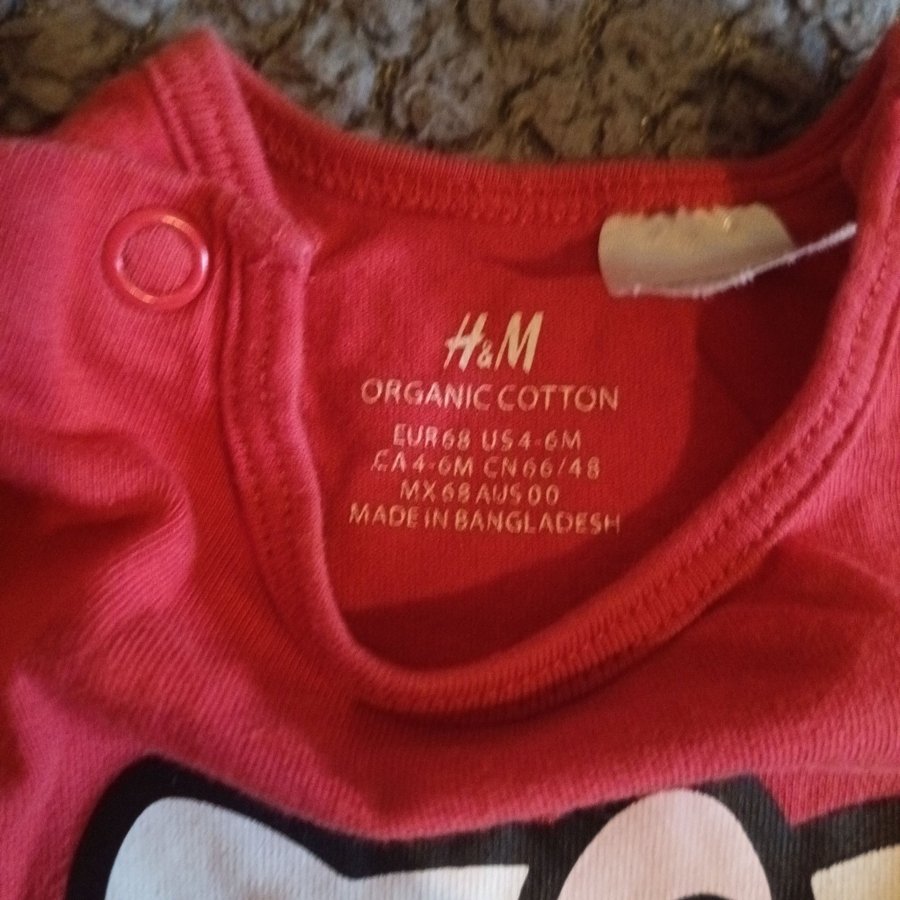 H&M
ORGANIC COTTON
EUR68 US4-6M
CA4-6M CN66/48
MX68 AUS00
MADE IN BANGLADESH